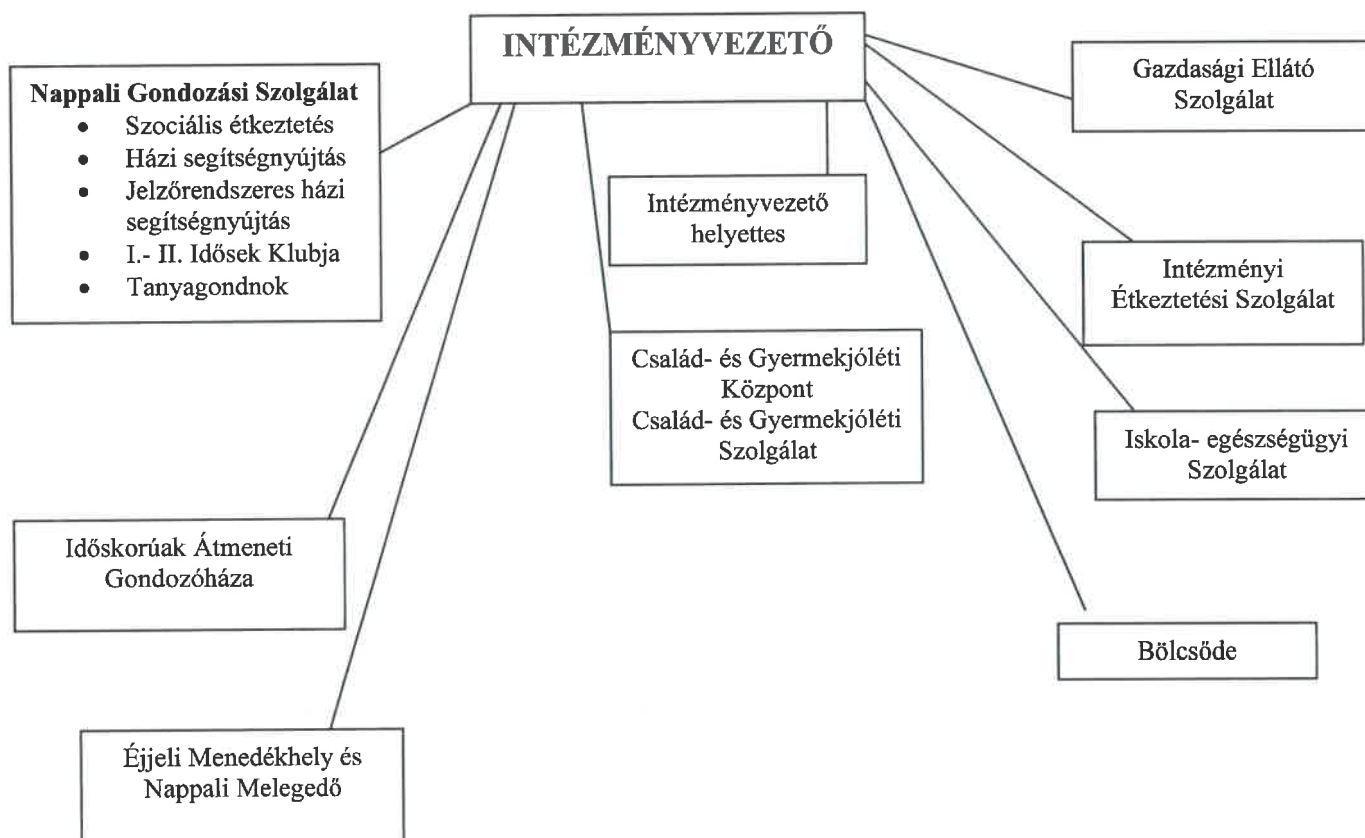 INTÉZMÉNYVEZETŐ
Nappali Gondozási Szolgálat
• Szociális étkeztetés
• Házi segítségnyújtás
• Jelzőrendszeres házi
segítségnyújtás
• I.- II. Idősek Klubja
• Tanyagondnok
Gazdasági Ellátó
Szolgálat
Intézményvezető
helyettes
Intézményi
Étkeztetési Szolgálat
Család- és Gyermekjóléti
Központ
Család- és Gyermekjóléti
Szolgálat
Iskola- egészségügyi
Szolgálat
Időskorúak Átmeneti
Gondozóháza
Bölcsőde
Éjjeli Menedékhely és
Nappali Melegedő